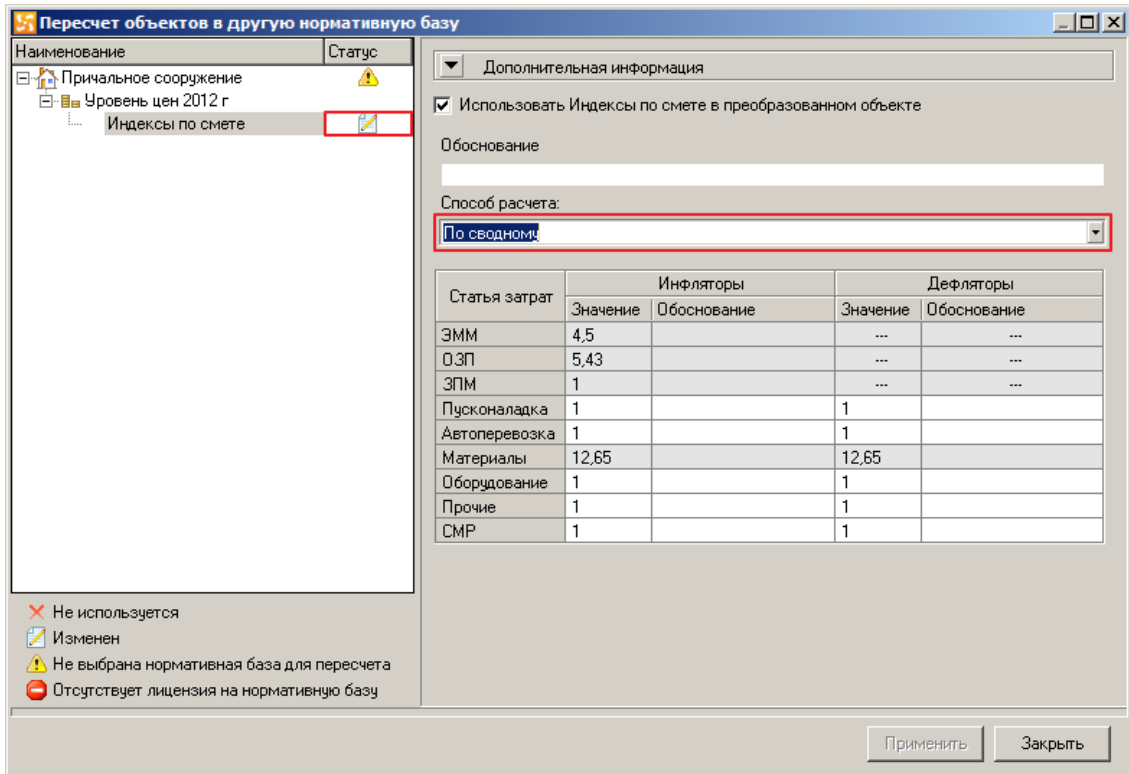 Пересчет объектов в другую нормативную базу
Наименование Статус
Причальное сооружение
Уровень цен 2012 г
Индексы по смете
Дополнительная информация
Использовать Индексы по смете в преобразованном объекте
Обоснование
Способ расчета:
По сводному
Статья затрат Инфляторы Дефляторы
Значение Обоснование Значение Обоснование
ЭММ 4,5 --- ---
ОЗП 5,43 --- ---
ЗПМ 1 --- ---
Пусконаладка 1 1
Автоперевозка 1 1
Материалы 12,65 12,65
Оборудование 1 1
Прочие 1 1
СМР 1 1
Не используется
Изменен
Не выбрана нормативная база для пересчета
Отсутствует лицензия на нормативную базу
Применить Закрыть